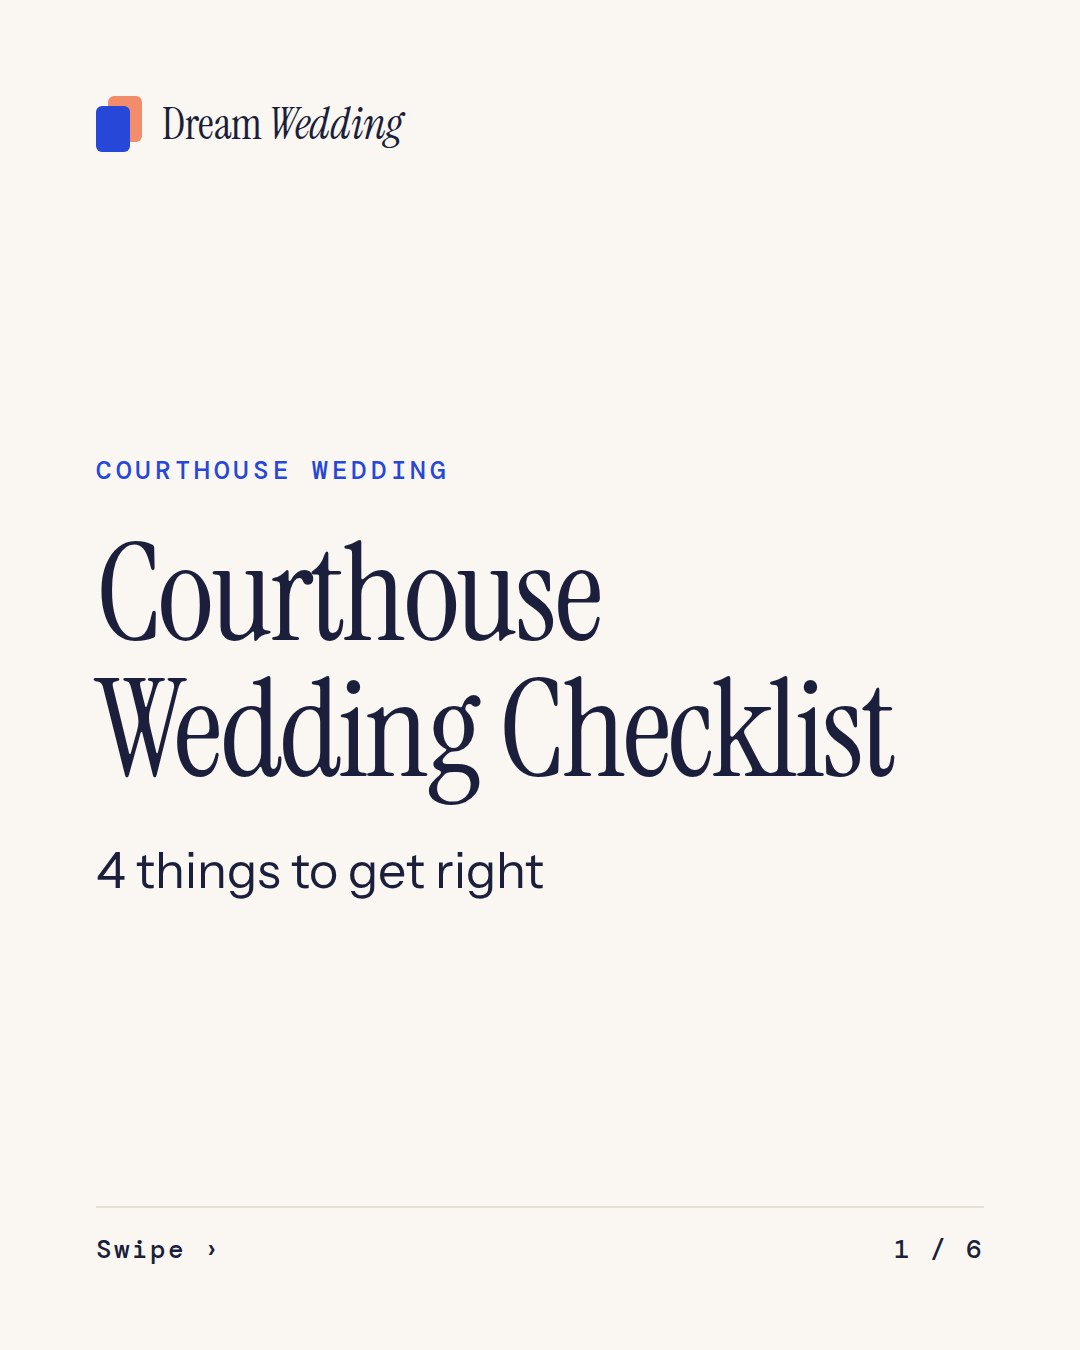 Dream Wedding
COURTHOUSE WEDDING
Courthouse
Wedding Checklist
4 things to get right
Swipe ›
1 / 6